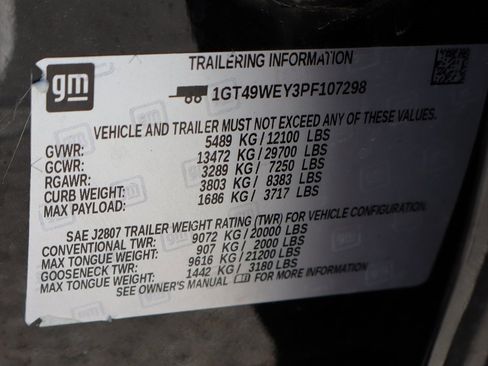 TRAILERING INFORMATION
gm
1GT49WEY3PF107298
VEHICLE AND TRAILER MUST NOT EXCEED ANY OF THESE VALUES.
GVWR: 5489 KG/12100 LBS
GCWR: 13472 KG/29700 LBS
RGAWR: 3289 KG/ 7250 LBS
CURB WEIGHT: 3803 KG/ 8383 LBS
MAX PAYLOAD: 1686 KG/ 3717 LBS
SAE J2807 TRAILER WEIGHT RATING (TWR) FOR VEHICLE CONFIGURATION.
CONVENTIONAL TWR: 9072 KG/20000 LBS
MAX TONGUE WEIGHT: 907 KG/ 2000 LBS
GOOSENECK TWR: 9616 KG/21200 LBS
MAX TONGUE WEIGHT: 1442 KG/ 3180 LBS
SEE OWNER'S MANUAL FOR MORE INFORMATION